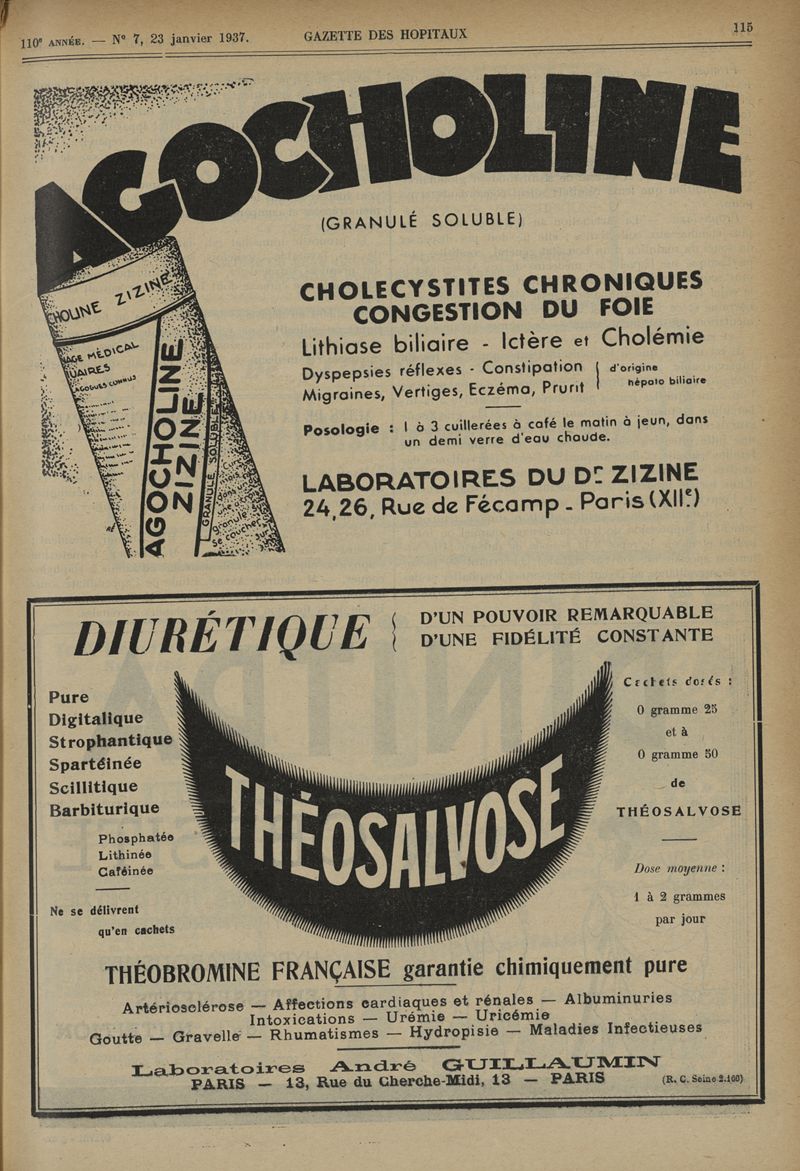 110e ANNÉE. — N° 7, 23 janvier 1937.
GAZETTE DES HOPITAUX
115
AGOCHOLINE
(GRANULÉ SOLUBLE)
CHOLINE ZIZINE
MÉDICAL
AGOCHOLINE
ZIZINE
GRANULÉ SOLUBLE
CHOLECYSTITES CHRONIQUES
CONGESTION DU FOIE
Lithiase biliaire - Ictère et Cholémie
Dyspepsies réflexes - Constipation
Migraines, Vertiges, Eczéma, Prurit
d'origine
hépato biliaire
Posologie : 1 à 3 cuillerées à café le matin à jeun, dans
un demi verre d'eau chaude.
LABORATOIRES DU Dr ZIZINE
24,26, Rue de Fécamp - Paris (XIIe)
DIURÉTIQUE
D'UN POUVOIR REMARQUABLE
D'UNE FIDÉLITÉ CONSTANTE
Pure
Digitalique
Strophantique
Spartéinée
Scillitique
Barbiturique
Phosphatée
Lithinée
Caféinée
Ne se délivrent
qu'en cachets
THÉOSALVOSE
Cachets dosés :
0 gramme 25
et à
0 gramme 50
de
THÉOSALVOSE
Dose moyenne :
1 à 2 grammes
par jour
THÉOBROMINE FRANÇAISE garantie chimiquement pure
Artériosclérose — Affections cardiaques et rénales — Albuminuries
Intoxications — Urémie — Uricémie
Goutte — Gravelle — Rhumatismes — Hydropisie — Maladies Infectieuses
Laboratoires André GUILLAUMIN
PARIS — 13, Rue du Cherche-Midi, 13 — PARIS
(R. C. Seine 2.160)